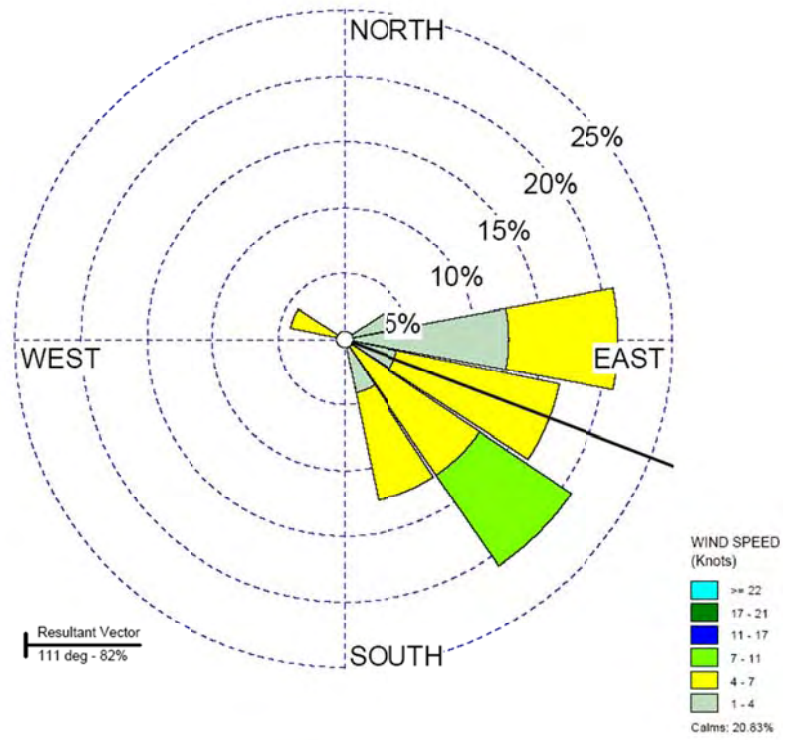 NORTH
25%
20%
15%
10%
5%
WEST
EAST
SOUTH
WIND SPEED
(Knots)
>= 22
17 - 21
11 - 17
7 - 11
4 - 7
1 - 4
Calms: 20.83%
Resultant Vector
111 deg - 82%